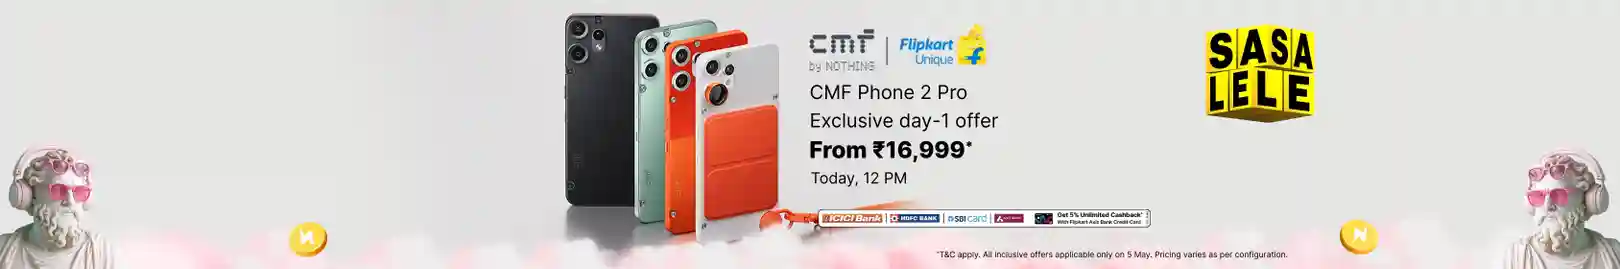 cmf
by NOTHING
Flipkart
Unique
CMF Phone 2 Pro
Exclusive day-1 offer
From ₹16,999*
Today, 12 PM
ICICI Bank
HDFC BANK
SBI card
AXIS BANK
Get 5% Unlimited Cashback*
With Flipkart Axis Bank Credit Card
*T&C apply. All inclusive offers applicable only on 5 May. Pricing varies as per configuration.
SASA
LELE